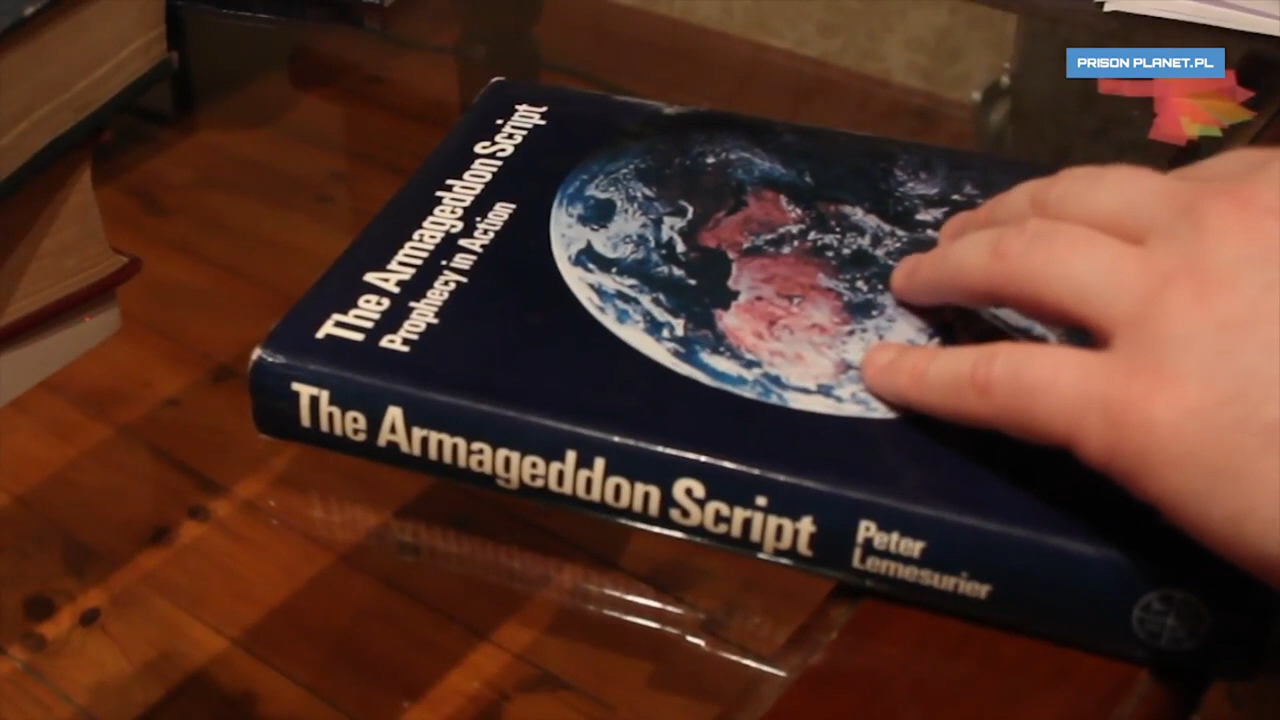 PRISON PLANET.PL
The Armageddon Script
Prophecy in Action
The Armageddon Script
Peter
Lemesurier